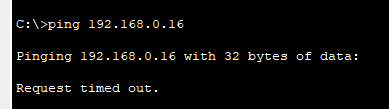 C:\>ping 192.168.0.16
Pinging 192.168.0.16 with 32 bytes of data:
Request timed out.